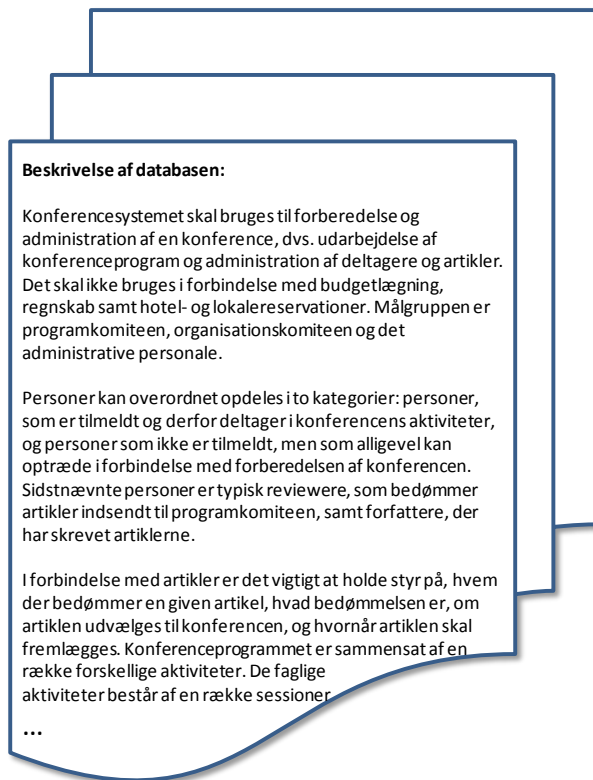 Beskrivelse af databasen:
Konferencesystemet skal bruges til forberedelse og
administration af en konference, dvs. udarbejdelse af
konferenceprogram og administration af deltagere og artikler.
Det skal ikke bruges i forbindelse med budgetlægning,
regnskab samt hotel- og lokalereservationer. Målgruppen er
programkomiteen, organisationskomiteen og det
administrative personale.
Personer kan overordnet opdeles i to kategorier: personer,
som er tilmeldt og derfor deltager i konferencens aktiviteter,
og personer som ikke er tilmeldt, men som alligevel kan
optræde i forbindelse med forberedelsen af konferencen.
Sidstnævnte personer er typisk reviewere, som bedømmer
artikler indsendt til programkomiteen, samt forfattere, der
har skrevet artiklerne.
I forbindelse med artikler er det vigtigt at holde styr på, hvem
der bedømmer en given artikel, hvad bedømmelsen er, om
artiklen udvælges til konferencen, og hvornår artiklen skal
fremlægges. Konferenceprogrammet er sammensat af en
række forskellige aktiviteter. De faglige
aktiviteter består af en række sessioner
...